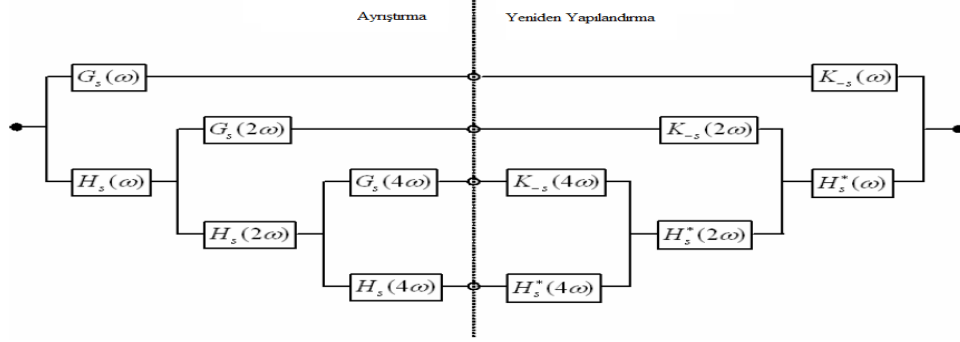 Ayrıştırma Yeniden Yapılandırma
G_s(ω) K_{-s}(ω)
G_s(2ω) K_{-s}(2ω)
H_s(ω) G_s(4ω) K_{-s}(4ω) H_s^*(ω)
H_s(2ω) H_s^*(2ω)
H_s(4ω) H_s^*(4ω)